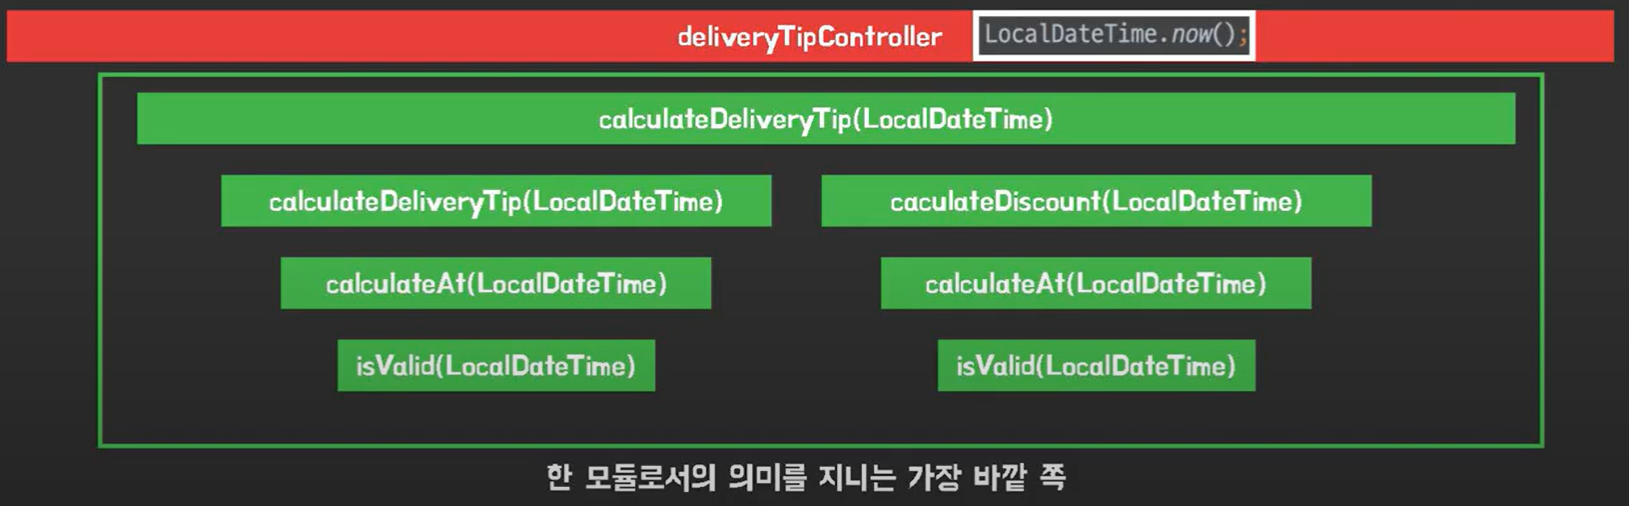 deliveryTipController LocalDateTime.now();
calculateDeliveryTip(LocalDateTime)
calculateDeliveryTip(LocalDateTime) caculateDiscount(LocalDateTime)
calculateAt(LocalDateTime) calculateAt(LocalDateTime)
isValid(LocalDateTime) isValid(LocalDateTime)
한 모듈로서의 의미를 지니는 가장 바깥 쪽